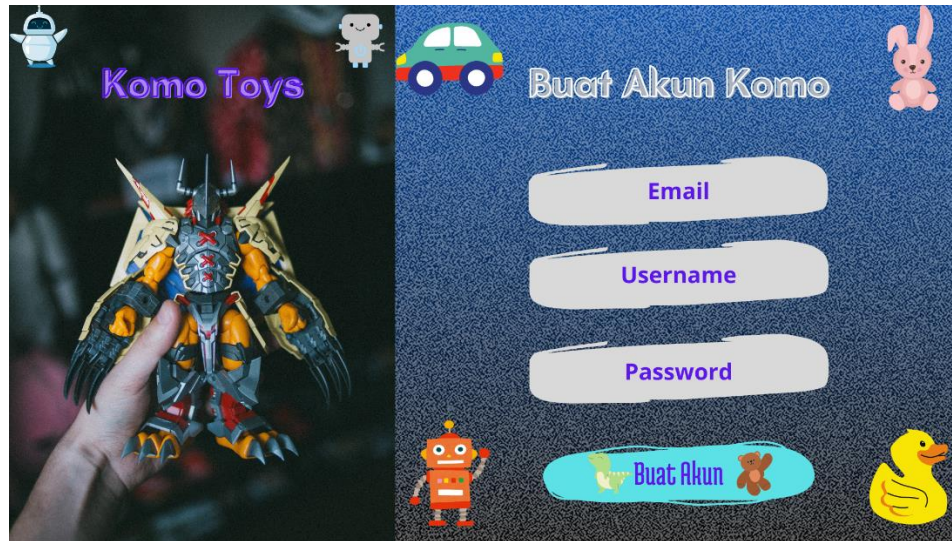 Komo Toys
Buat Akun Komo
Email
Username
Password
Buat Akun